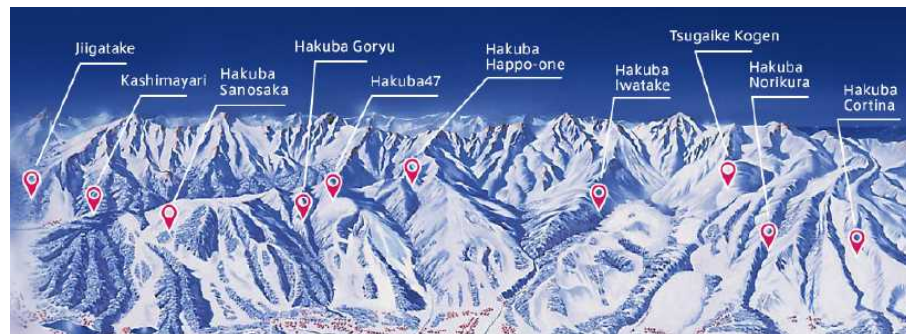 Jiigatake
Kashimayari
Hakuba
Sanosaka
Hakuba Goryu
Hakuba47
Hakuba
Happo-one
Hakuba
Iwatake
Tsugaike Kogen
Hakuba
Norikura
Hakuba
Cortina